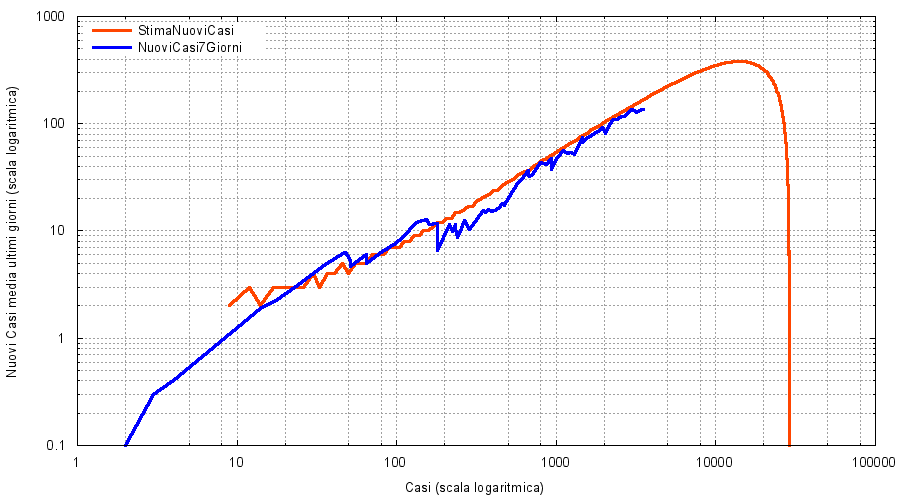 1000
StimaNuoviCasi
NuoviCasi7Giorni
100
10
1
0.1
Nuovi Casi media ultimi giorni (scala logaritmica)
1 10 100 1000 10000 100000
Casi (scala logaritmica)